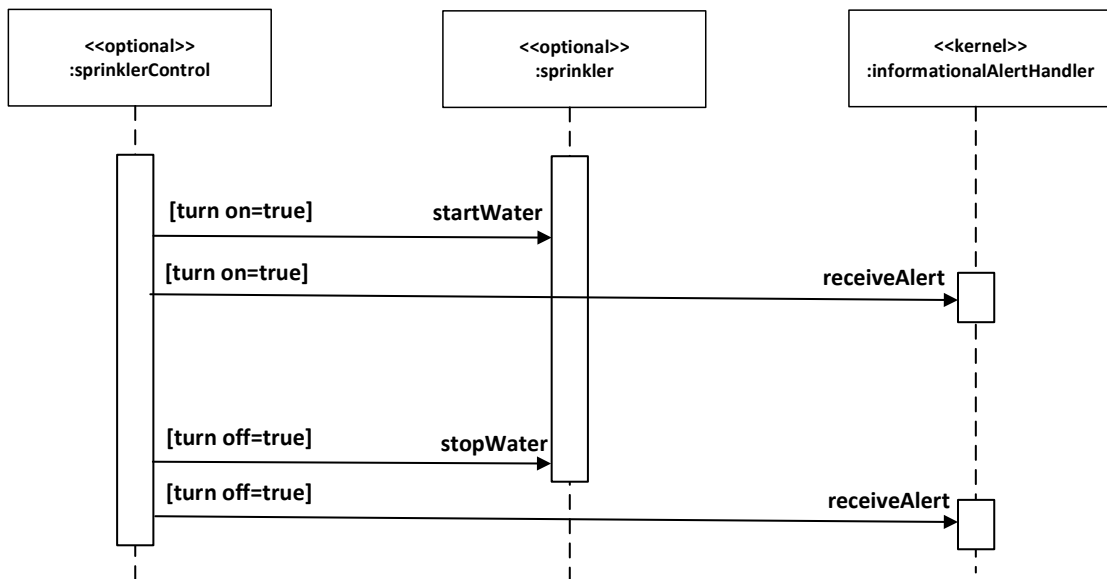 <<optional>>
:sprinklerControl
<<optional>>
:sprinkler
<<kernel>>
:informationalAlertHandler
[turn on=true]
startWater
[turn on=true]
receiveAlert
[turn off=true]
stopWater
[turn off=true]
receiveAlert